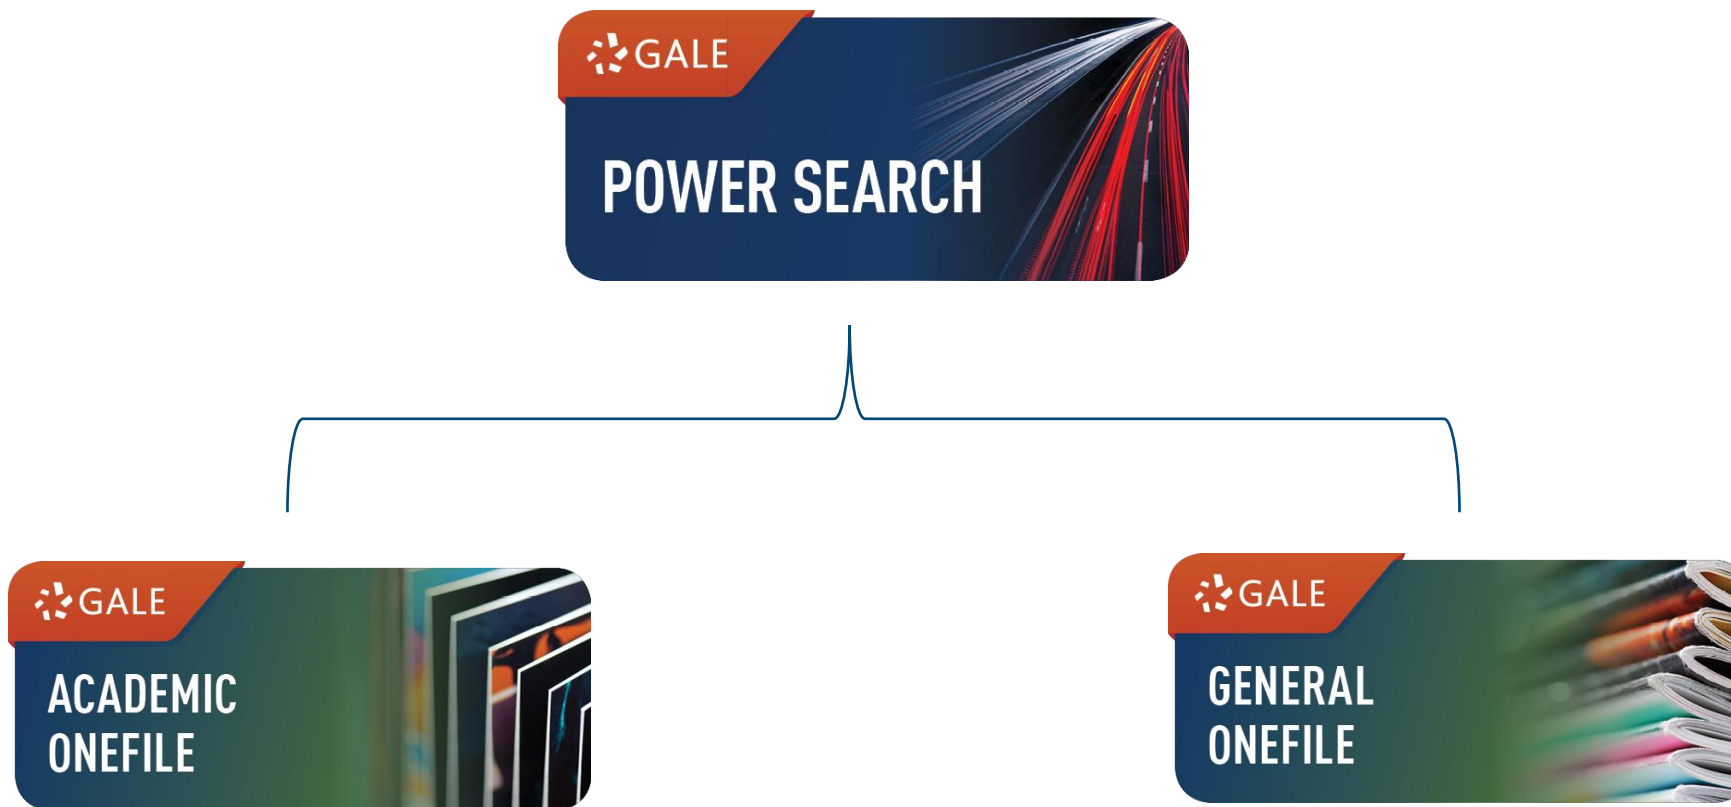 GALE
POWER SEARCH
GALE
ACADEMIC
ONEFILE
GALE
GENERAL
ONEFILE